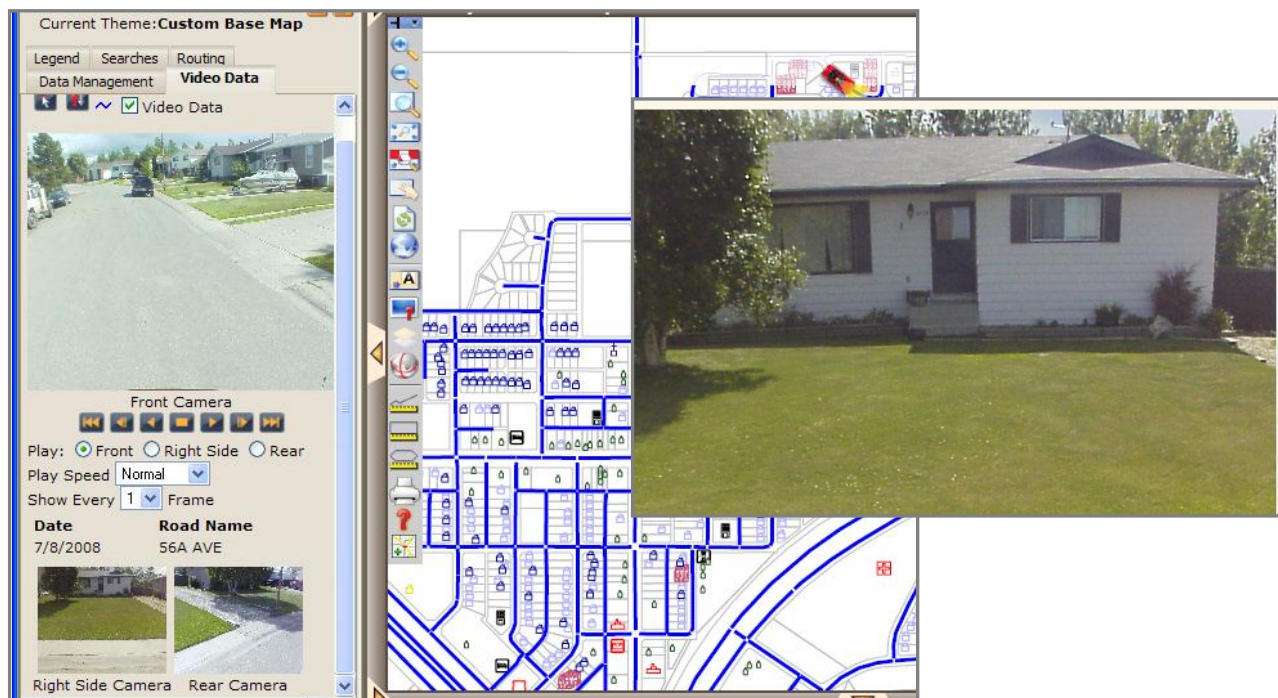 Current Theme:Custom Base Map
Legend Searches Routing
Data Management Video Data
Video Data
A
Front Camera
Play: Front Right Side Rear
Play Speed Normal
Show Every 1 Frame
Date Road Name
7/8/2008 56A AVE
Right Side Camera Rear Camera